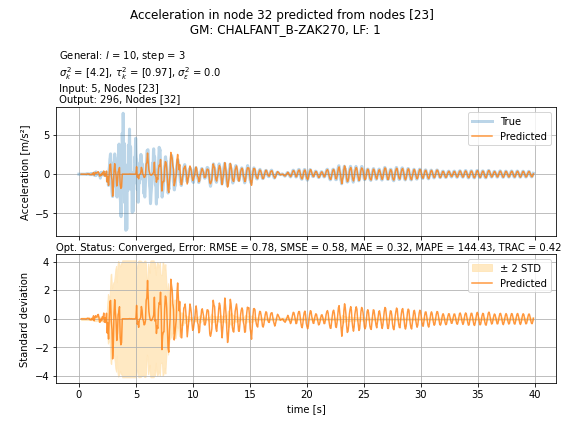 Acceleration in node 32 predicted from nodes [23]
GM: CHALFANT_B-ZAK270, LF: 1
General: l = 10, step = 3
σ²ₖ = [4.2], τ²ₖ = [0.97], σ²ε = 0.0
Input: 5, Nodes [23]
Output: 296, Nodes [32]
Acceleration [m/s²]
5
0
−5
True
Predicted
Opt. Status: Converged, Error: RMSE = 0.78, SMSE = 0.58, MAE = 0.32, MAPE = 144.43, TRAC = 0.42
Standard deviation
4
2
0
−2
−4
± 2 STD
Predicted
0 5 10 15 20 25 30 35 40
time [s]